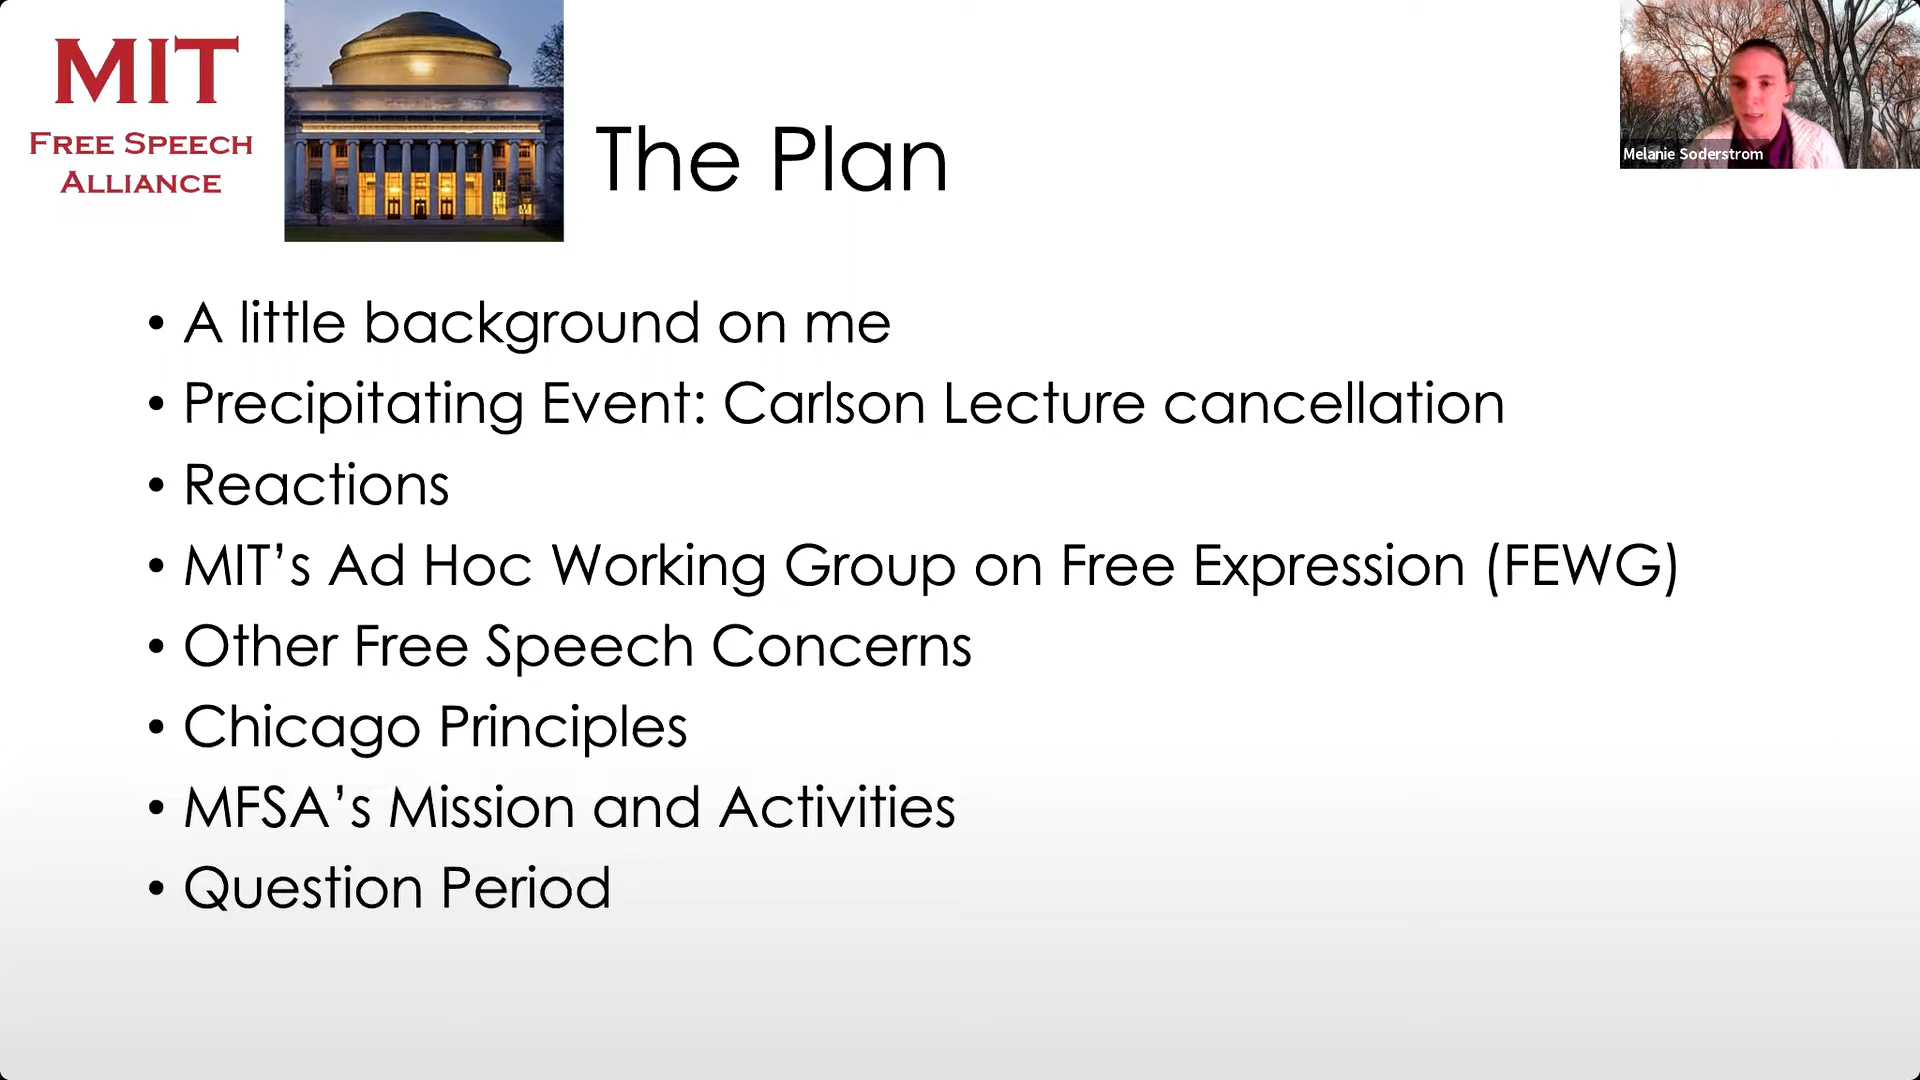 MIT
FREE SPEECH
ALLIANCE
The Plan
Melanie Soderstrom
• A little background on me
• Precipitating Event: Carlson Lecture cancellation
• Reactions
• MIT’s Ad Hoc Working Group on Free Expression (FEWG)
• Other Free Speech Concerns
• Chicago Principles
• MFSA’s Mission and Activities
• Question Period